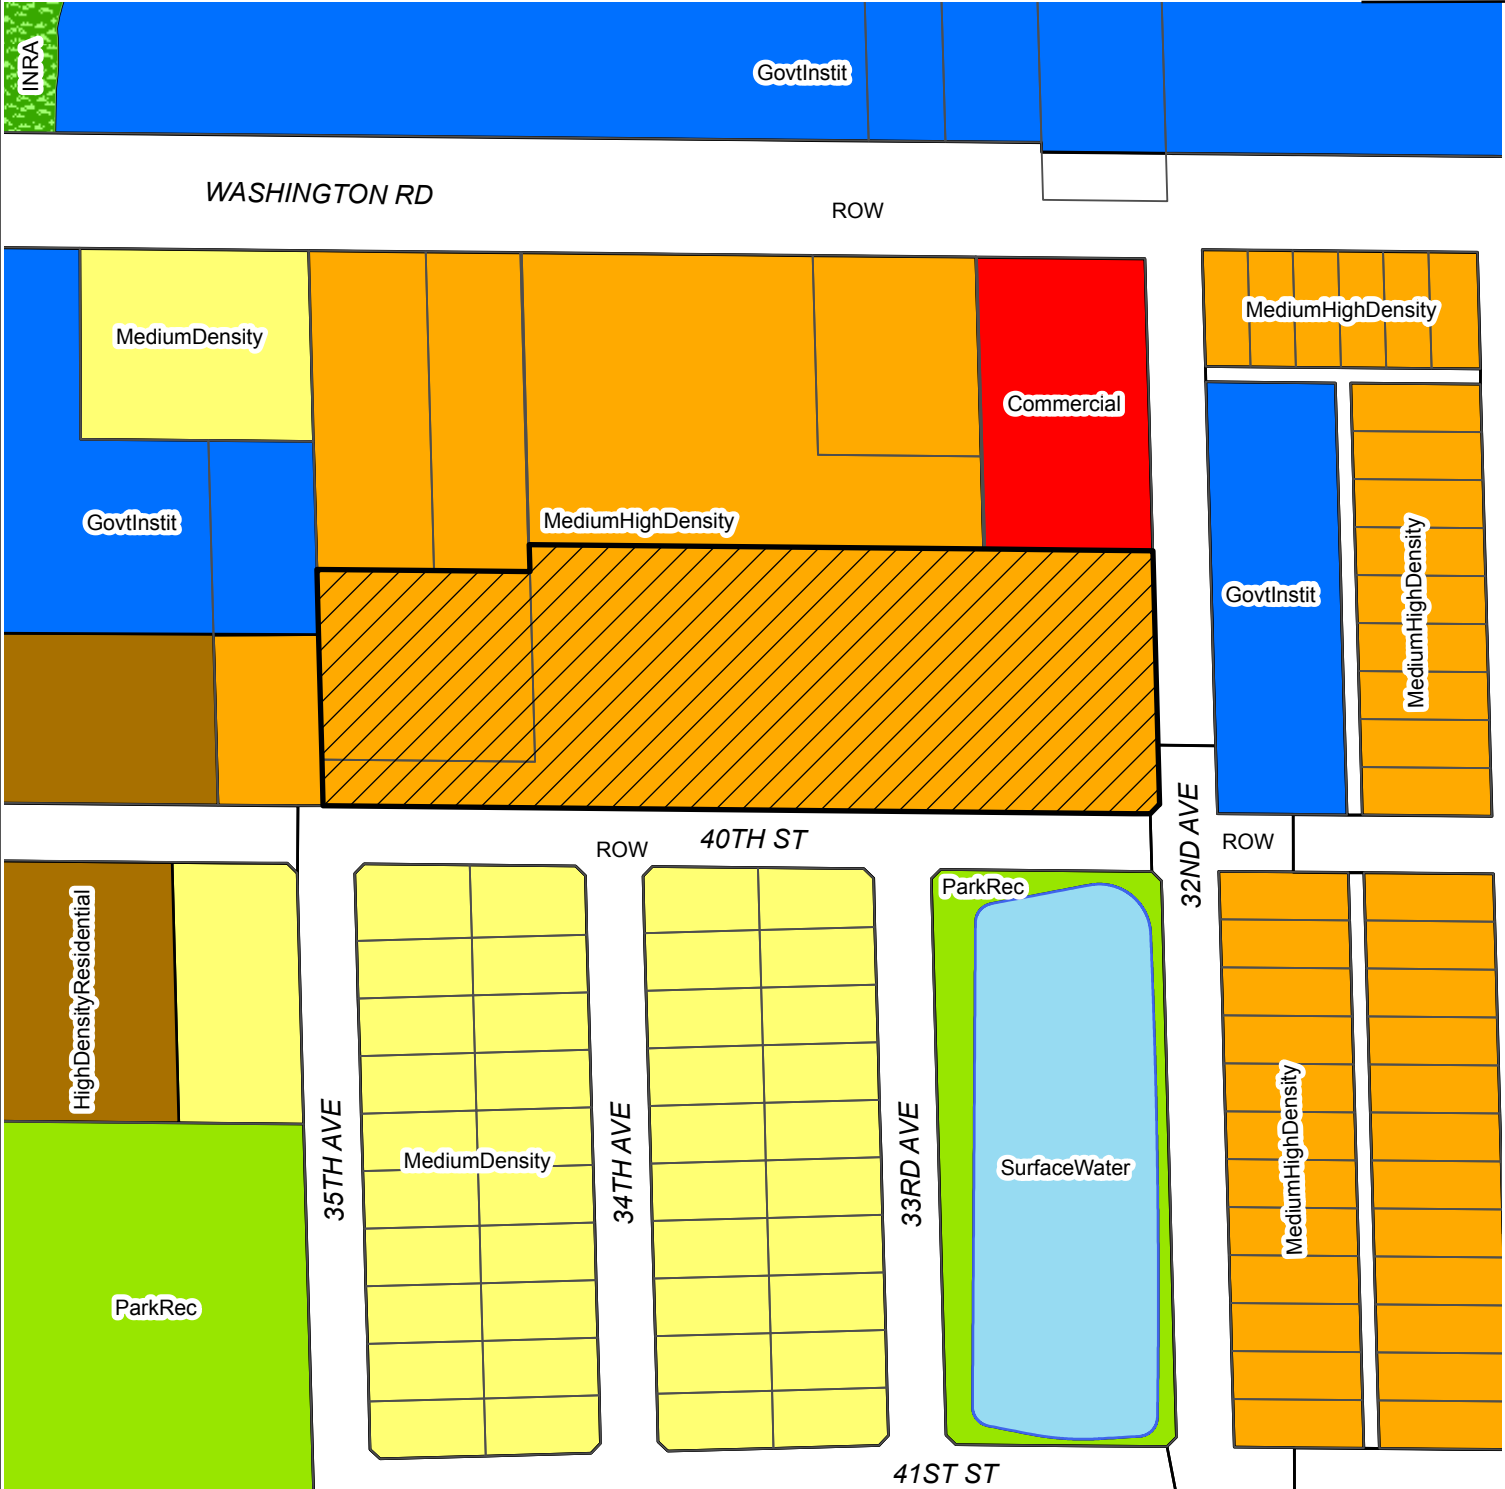 INRA
GovtInstit
WASHINGTON RD
ROW
MediumDensity
MediumHighDensity
Commercial
GovtInstit
MediumHighDensity
GovtInstit
MediumHighDensity
40TH ST
ROW
32ND AVE
ROW
HighDensityResidential
ParkRec
35TH AVE
MediumDensity
34TH AVE
33RD AVE
SurfaceWater
MediumHighDensity
ParkRec
41ST ST